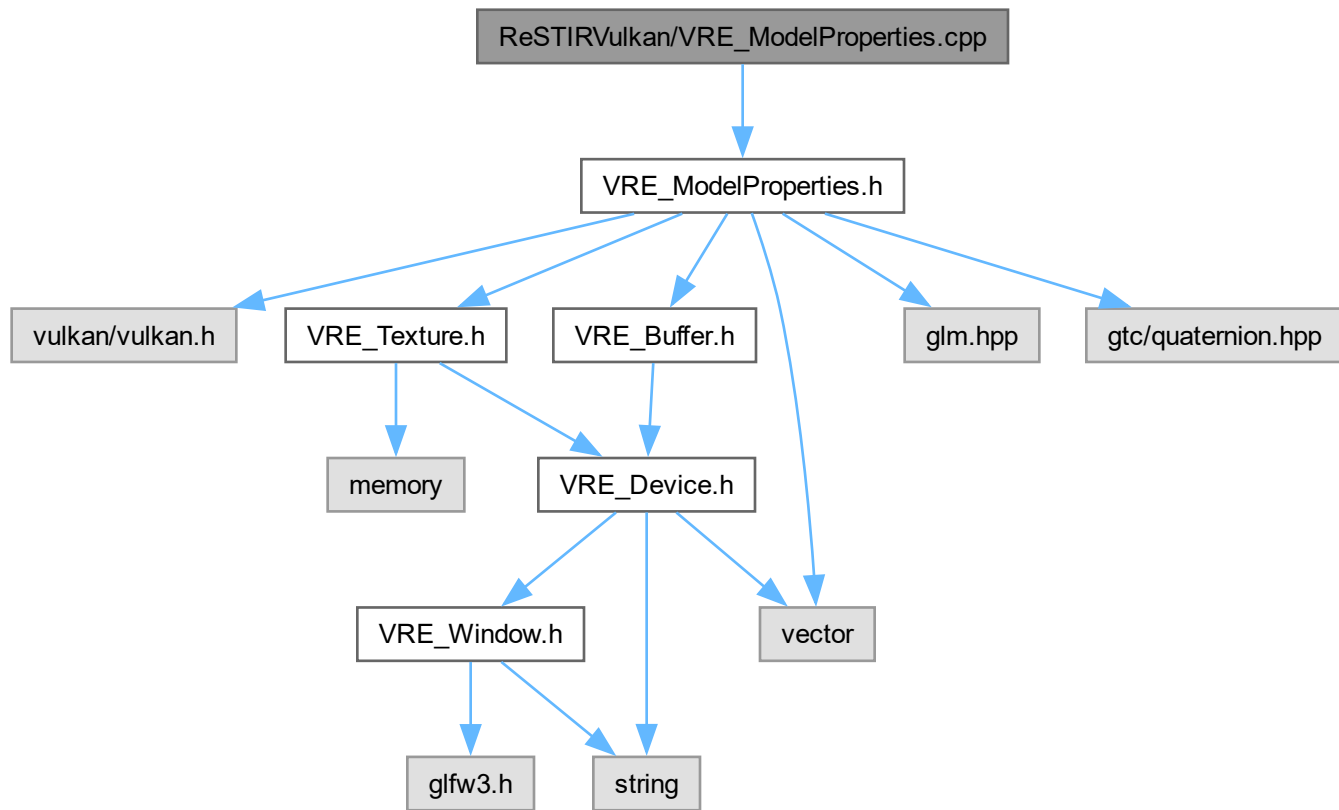 ReSTIRVulkan/VRE_ModelProperties.cpp
VRE_ModelProperties.h
vulkan/vulkan.h
VRE_Texture.h
VRE_Buffer.h
glm.hpp
gtc/quaternion.hpp
memory
VRE_Device.h
VRE_Window.h
vector
glfw3.h
string